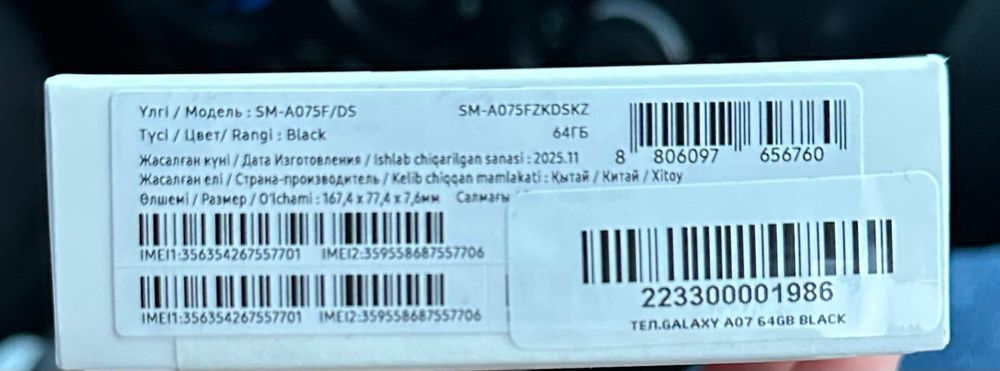 Үлгі / Модель : SM-A075F/DS SM-A075FZKDSKZ
Түсі / Цвет/ Rangi : Black 64ГБ
Жасалған күні / Дата Изготовления / Ishlab chiqarilgan sanasi : 2025.11
Жасалған елі / Страна-производитель / Kelib chiqqan mamlakati : Қытай / Китай / Xitoy
Өлшемі / Размер / O'lchami : 167,4 x 77,4 x 7,6мм Салмағы
8 806097 656760
IMEI1:356354267557701 IMEI2:359558687557706
IMEI1:356354267557701 IMEI2:359558687557706
223300001986
ТЕЛ.GALAXY A07 64GB BLACK